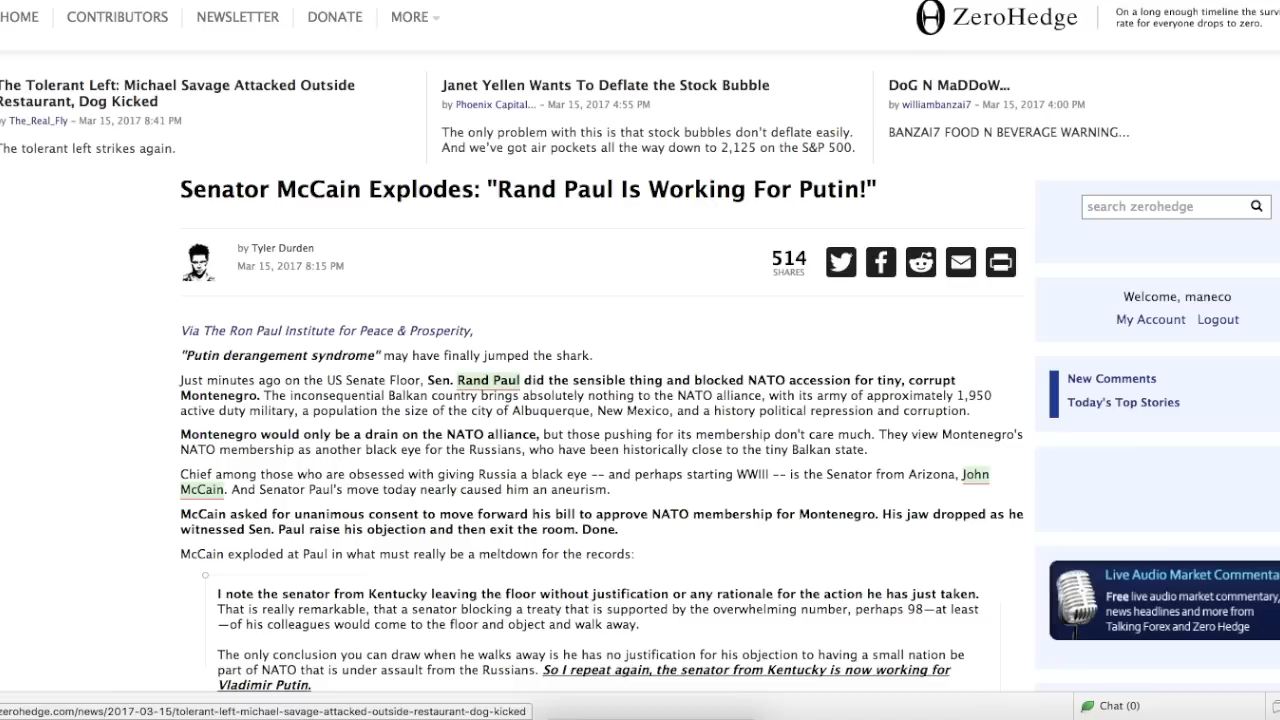 HOME CONTRIBUTORS NEWSLETTER DONATE MORE
ZeroHedge
On a long enough timeline the survi
rate for everyone drops to zero.
The Tolerant Left: Michael Savage Attacked Outside
Restaurant, Dog Kicked
by The_Real_Fly - Mar 15, 2017 8:41 PM
The tolerant left strikes again.
Janet Yellen Wants To Deflate the Stock Bubble
by Phoenix Capital... - Mar 15, 2017 4:55 PM
The only problem with this is that stock bubbles don't deflate easily.
And we've got air pockets all the way down to 2,125 on the S&P 500.
DoG N MaDDoW...
by williambanzai7 - Mar 15, 2017 4:00 PM
BANZAI7 FOOD N BEVERAGE WARNING...
Senator McCain Explodes: "Rand Paul Is Working For Putin!"
by Tyler Durden
Mar 15, 2017 8:15 PM
514
SHARES
Via The Ron Paul Institute for Peace & Prosperity,
"Putin derangement syndrome" may have finally jumped the shark.
Just minutes ago on the US Senate Floor, Sen. Rand Paul did the sensible thing and blocked NATO accession for tiny, corrupt
Montenegro. The inconsequential Balkan country brings absolutely nothing to the NATO alliance, with its army of approximately 1,950
active duty military, a population the size of the city of Albuquerque, New Mexico, and a history political repression and corruption.
Montenegro would only be a drain on the NATO alliance, but those pushing for its membership don't care much. They view Montenegro's
NATO membership as another black eye for the Russians, who have been historically close to the tiny Balkan state.
Chief among those who are obsessed with giving Russia a black eye -- and perhaps starting WWIII -- is the Senator from Arizona, John
McCain. And Senator Paul's move today nearly caused him an aneurism.
McCain asked for unanimous consent to move forward his bill to approve NATO membership for Montenegro. His jaw dropped as he
witnessed Sen. Paul raise his objection and then exit the room. Done.
McCain exploded at Paul in what must really be a meltdown for the records:
I note the senator from Kentucky leaving the floor without justification or any rationale for the action he has just taken.
That is really remarkable, that a senator blocking a treaty that is supported by the overwhelming number, perhaps 98—at least
—of his colleagues would come to the floor and object and walk away.
The only conclusion you can draw when he walks away is he has no justification for his objection to having a small nation be
part of NATO that is under assault from the Russians. So I repeat again, the senator from Kentucky is now working for
Vladimir Putin.
search zerohedge
Welcome, maneco
My Account Logout
New Comments
Today's Top Stories
Live Audio Market Commenta
Free live audio market commentary,
news headlines and more from
Talking Forex and Zero Hedge
zerohedge.com/news/2017-03-15/tolerant-left-michael-savage-attacked-outside-restaurant-dog-kicked
Chat (0)